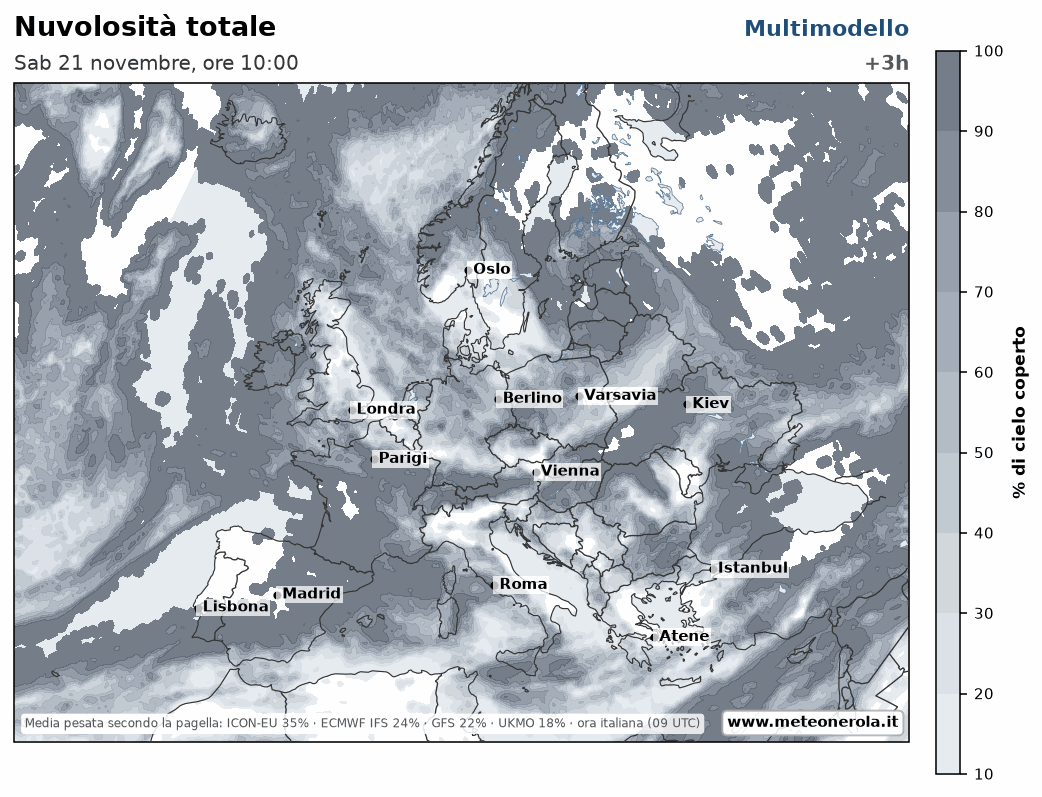 Nuvolosità totale
Multimodello
Sab 21 novembre, ore 10:00
+3h
100
90
80
70
60
50
40
30
20
10
% di cielo coperto
Oslo
Berlino
Varsavia
Kiev
Londra
Parigi
Vienna
Istanbul
Roma
Madrid
Lisbona
Atene
Media pesata secondo la pagella: ICON-EU 35% · ECMWF IFS 24% · GFS 22% · UKMO 18% · ora italiana (09 UTC)
www.meteonerola.it